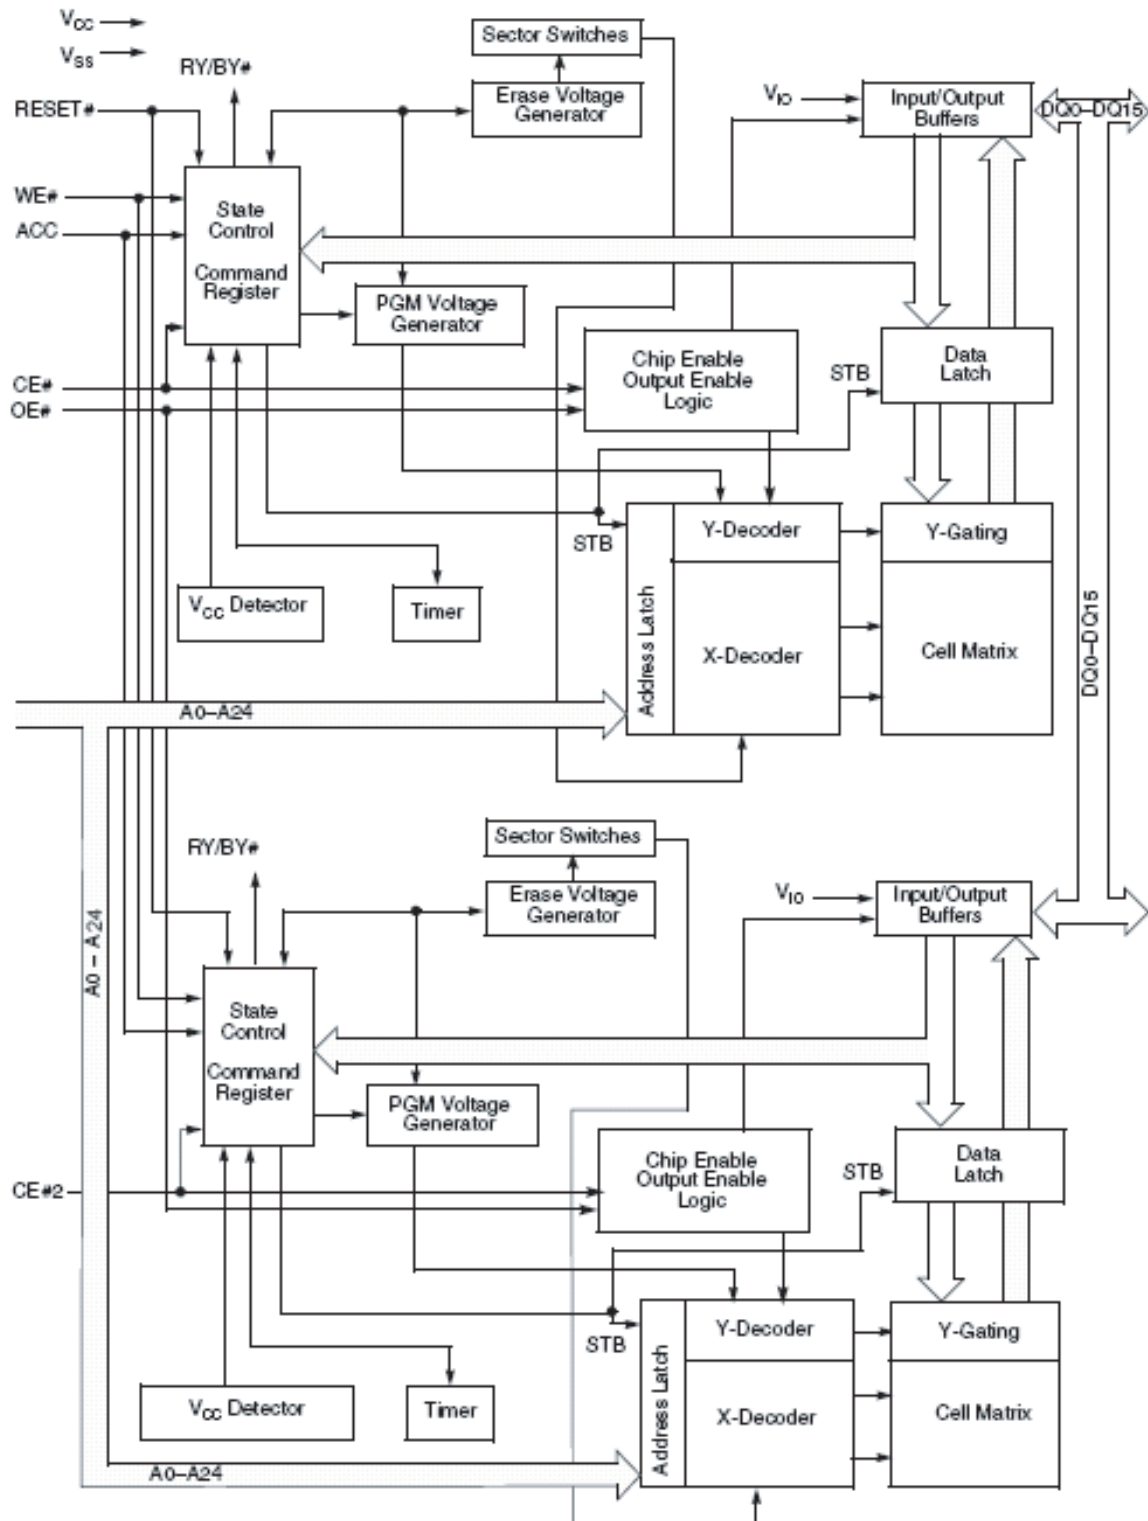 VCC
VSS
RY/BY#
Sector Switches
Erase Voltage
Generator
RESET#
VIO
Input/Output
Buffers
DQ0–DQ15
WE#
ACC
State
Control
Command
Register
PGM Voltage
Generator
CE#
OE#
Chip Enable
Output Enable
Logic
STB
Data
Latch
STB
Y-Decoder
Y-Gating
VCC Detector
Timer
Address Latch
X-Decoder
Cell Matrix
DQ0–DQ15
A0–A24
RY/BY#
Sector Switches
Erase Voltage
Generator
VIO
Input/Output
Buffers
A0 – A24
State
Control
Command
Register
PGM Voltage
Generator
CE#2
Chip Enable
Output Enable
Logic
STB
Data
Latch
STB
Y-Decoder
Y-Gating
VCC Detector
Timer
Address Latch
X-Decoder
Cell Matrix
A0–A24